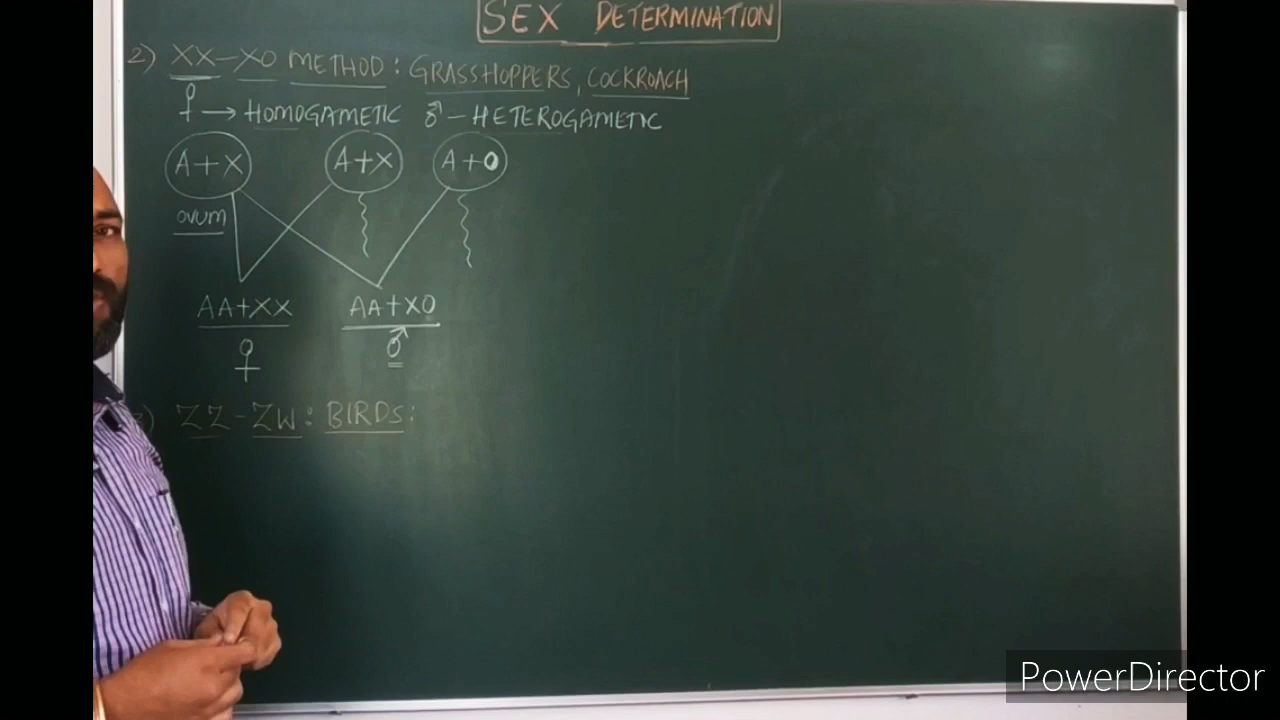 SEX DETERMINATION
2) XX-XO METHOD: GRASSHOPPERS, COCKROACH
♀ → HOMOGAMETIC ♂ - HETEROGAMETIC
A+X A+X A+O
OVUM
AA+XX AA+XO
♀ ♂
3) ZZ-ZW: BIRDS:
PowerDirector